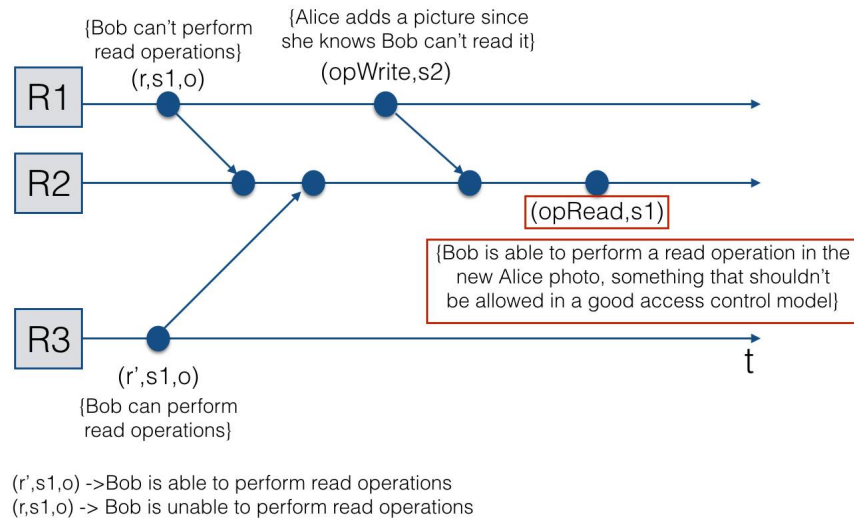 {Bob can't perform
read operations}
(r,s1,o)
{Alice adds a picture since
she knows Bob can't read it}
(opWrite,s2)
R1
R2
(opRead,s1)
{Bob is able to perform a read operation in the
new Alice photo, something that shouldn't
be allowed in a good access control model}
R3
t
(r',s1,o)
{Bob can perform
read operations}
(r',s1,o) ->Bob is able to perform read operations
(r,s1,o) -> Bob is unable to perform read operations